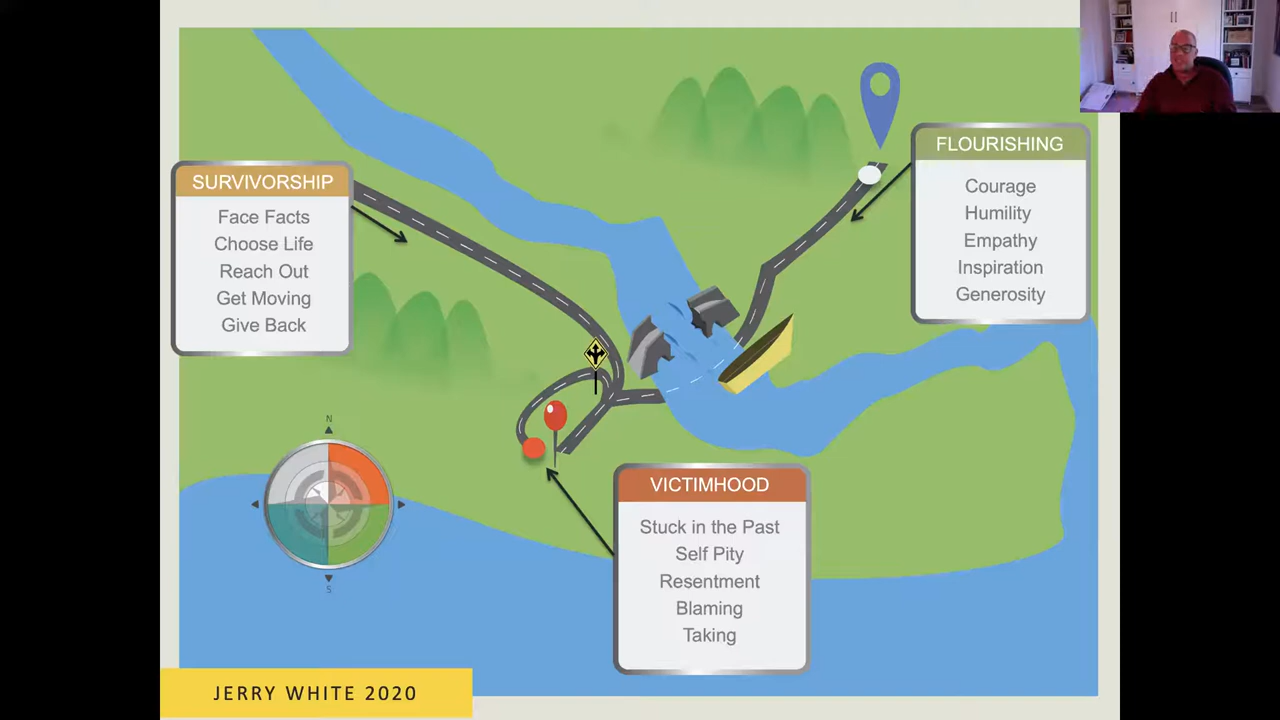 SURVIVORSHIP
Face Facts
Choose Life
Reach Out
Get Moving
Give Back
FLOURISHING
Courage
Humility
Empathy
Inspiration
Generosity
N
S
VICTIMHOOD
Stuck in the Past
Self Pity
Resentment
Blaming
Taking
JERRY WHITE 2020